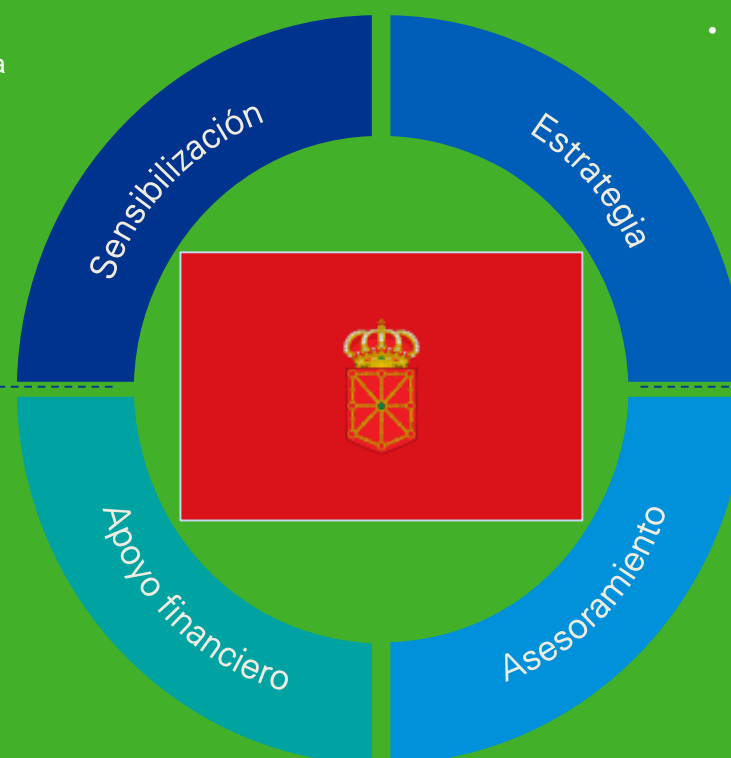 a
Sensibilización
Estrategia
Apoyo financiero
Asesoramiento